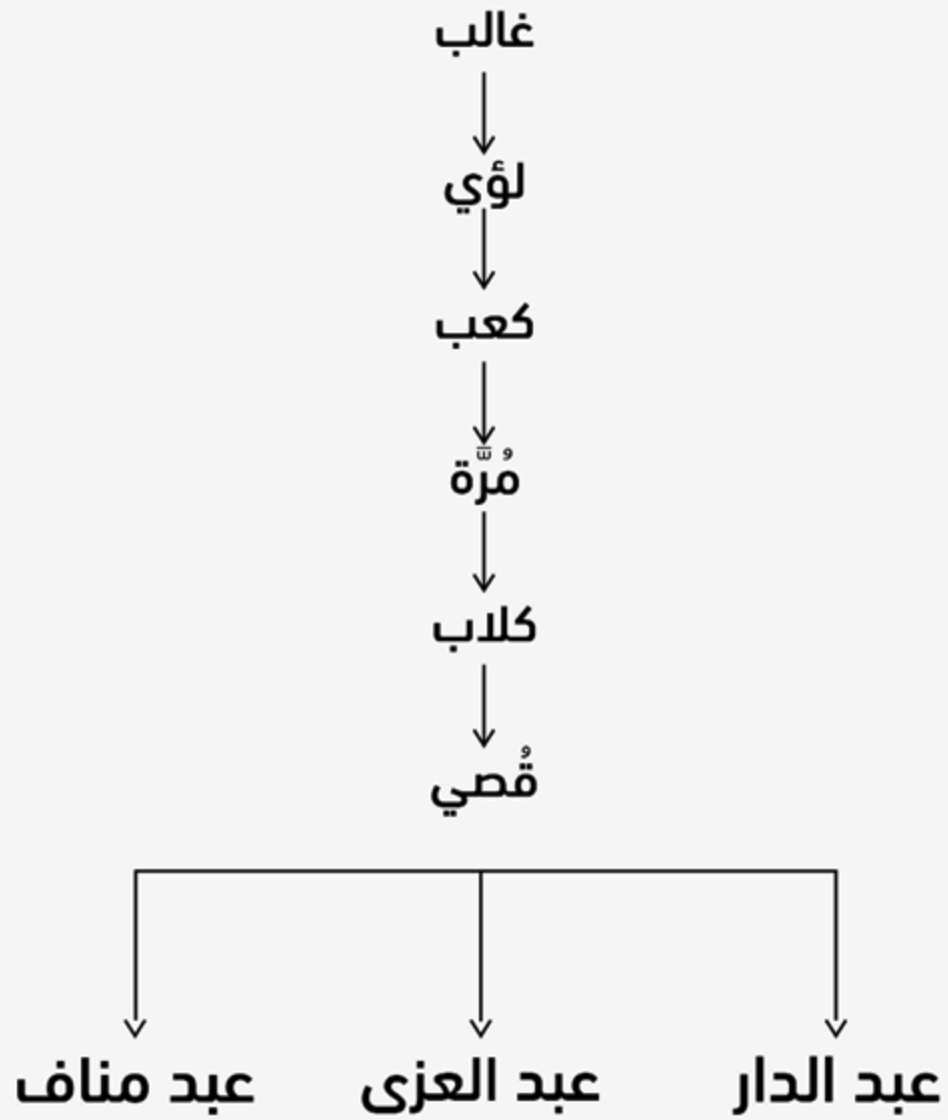 غالب
لؤي
كعب
مُرَّة
كلاب
قُصي
عبد الدار
عبد العزى
عبد مناف